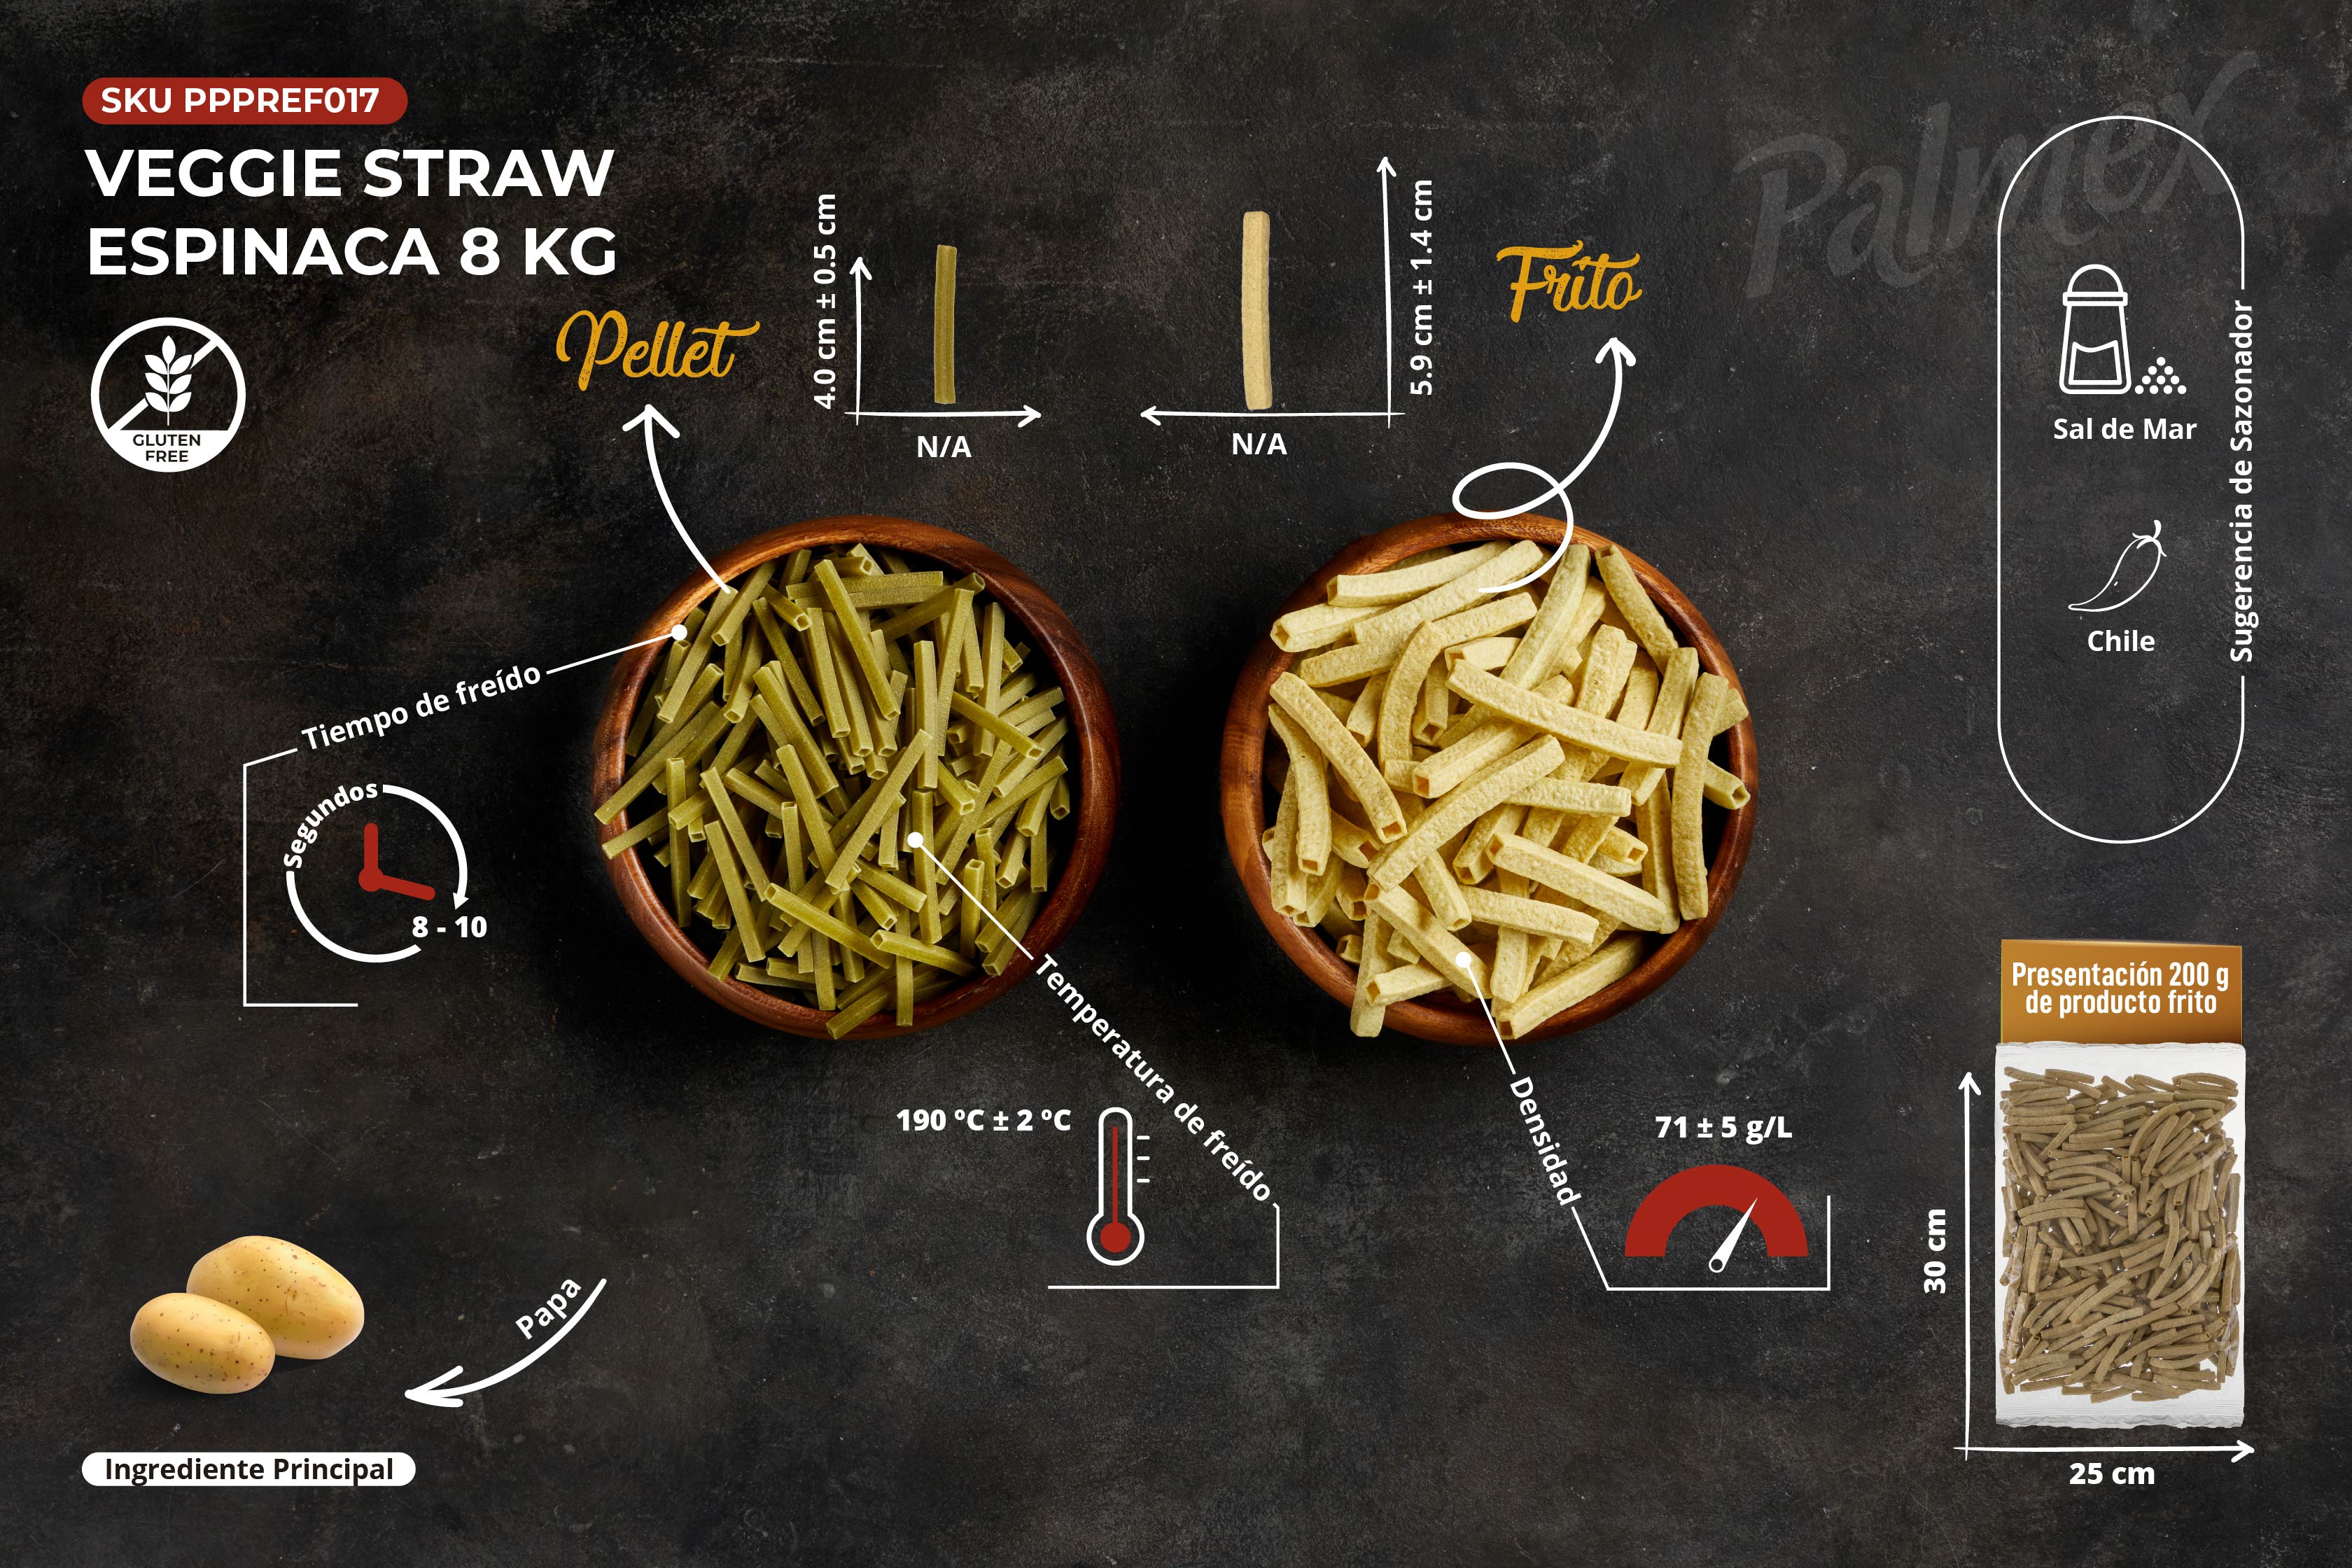 SKU PPPREF017
VEGGIE STRAW
ESPINACA 8 KG
GLUTEN
FREE
Pellet
4.0 cm ± 0.5 cm
N/A
5.9 cm ± 1.4 cm
N/A
Frito
Palmex
Sal de Mar
Chile
Sugerencia de Sazonador
Tiempo de freído
Segundos
8 - 10
Temperatura de freído
190 ºC ± 2 ºC
Densidad
71 ± 5 g/L
Presentación 200 g
de producto frito
30 cm
25 cm
Papa
Ingrediente Principal